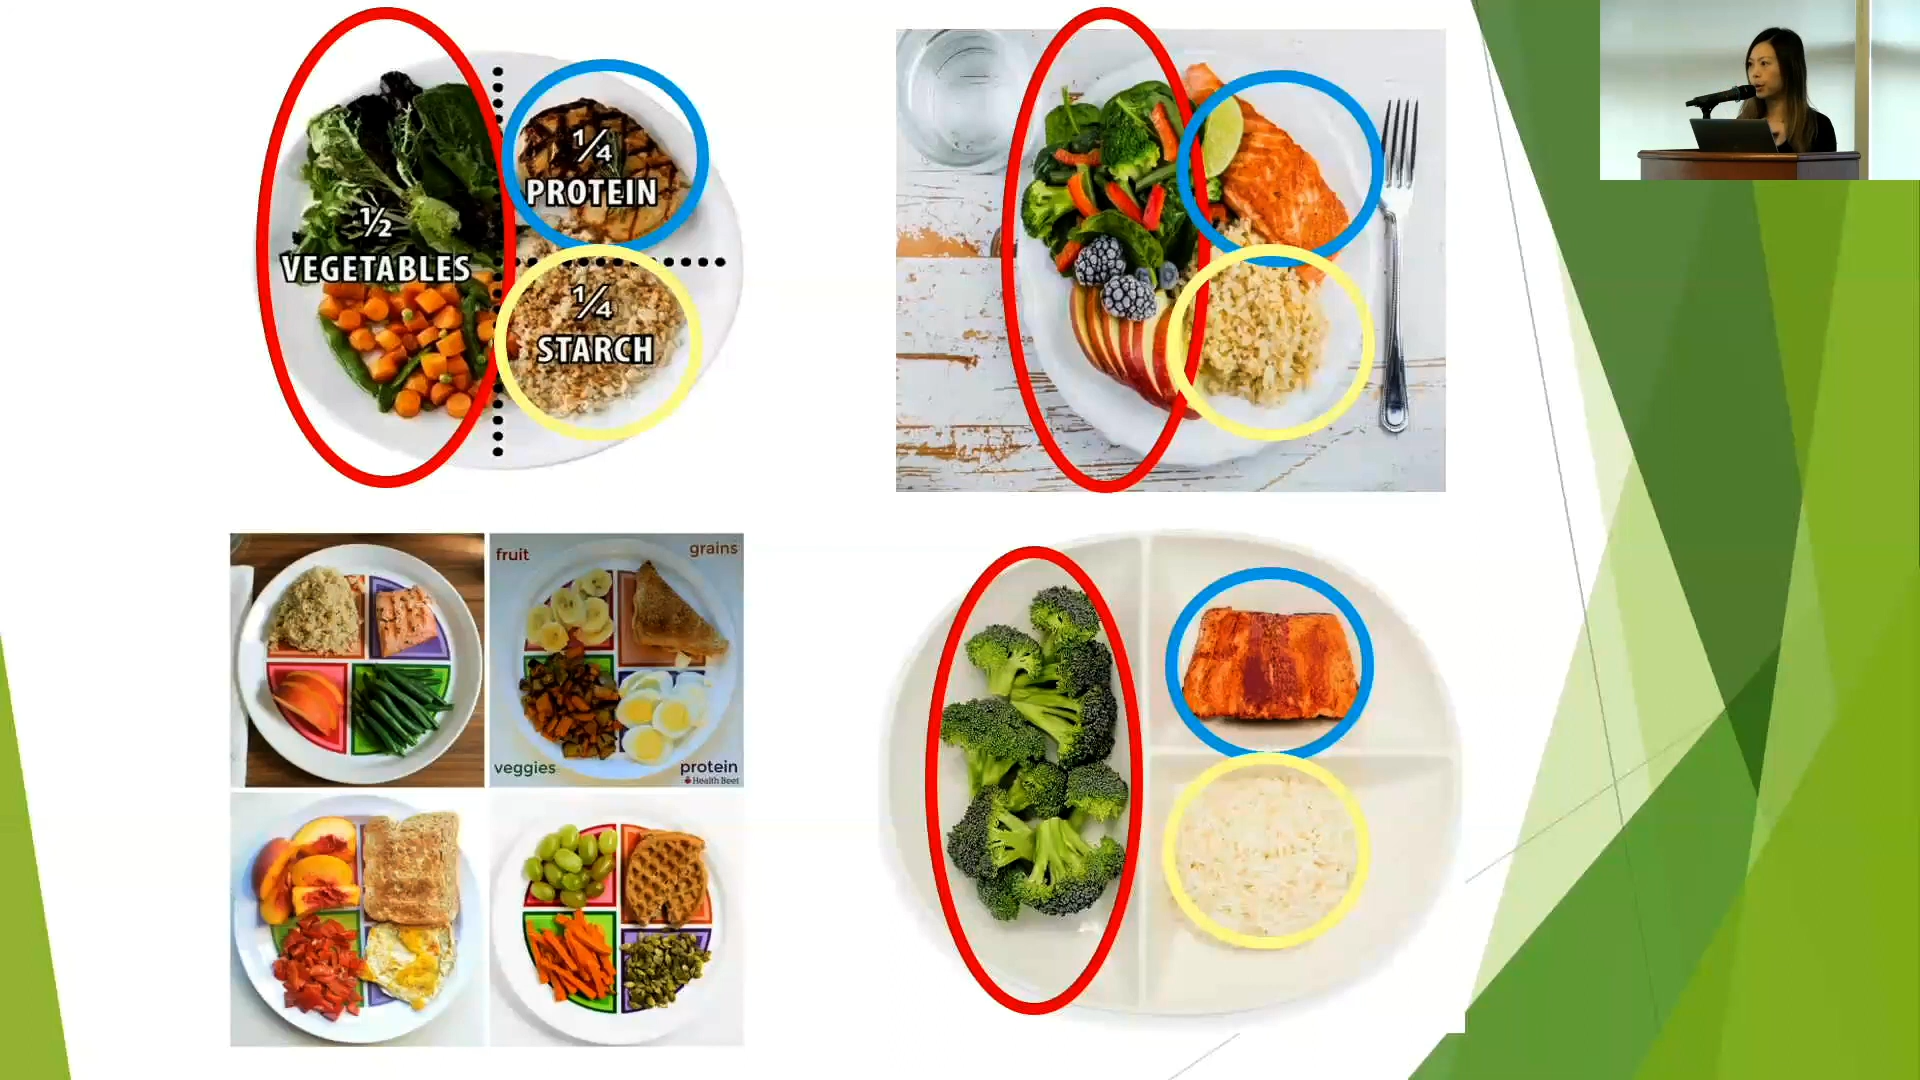 ½
VEGETABLES
¼
PROTEIN
¼
STARCH
fruit
grains
veggies
protein
Health Beet